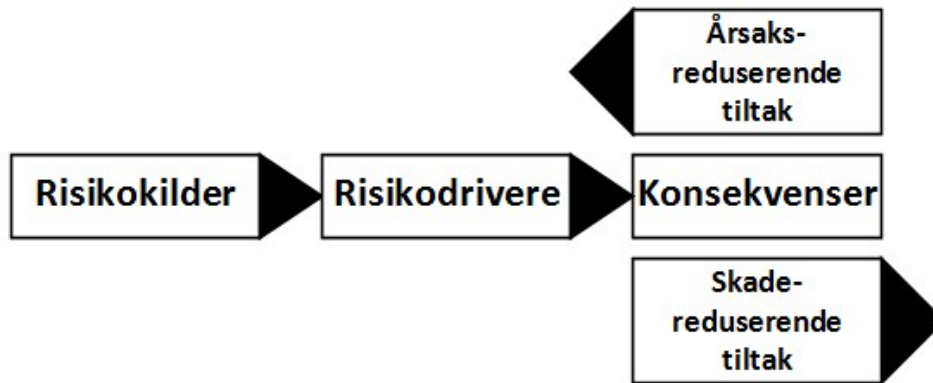 Årsaks-
reduserende
tiltak
Risikokilder
Risikodrivere
Konsekvenser
Skade-
reduserende
tiltak